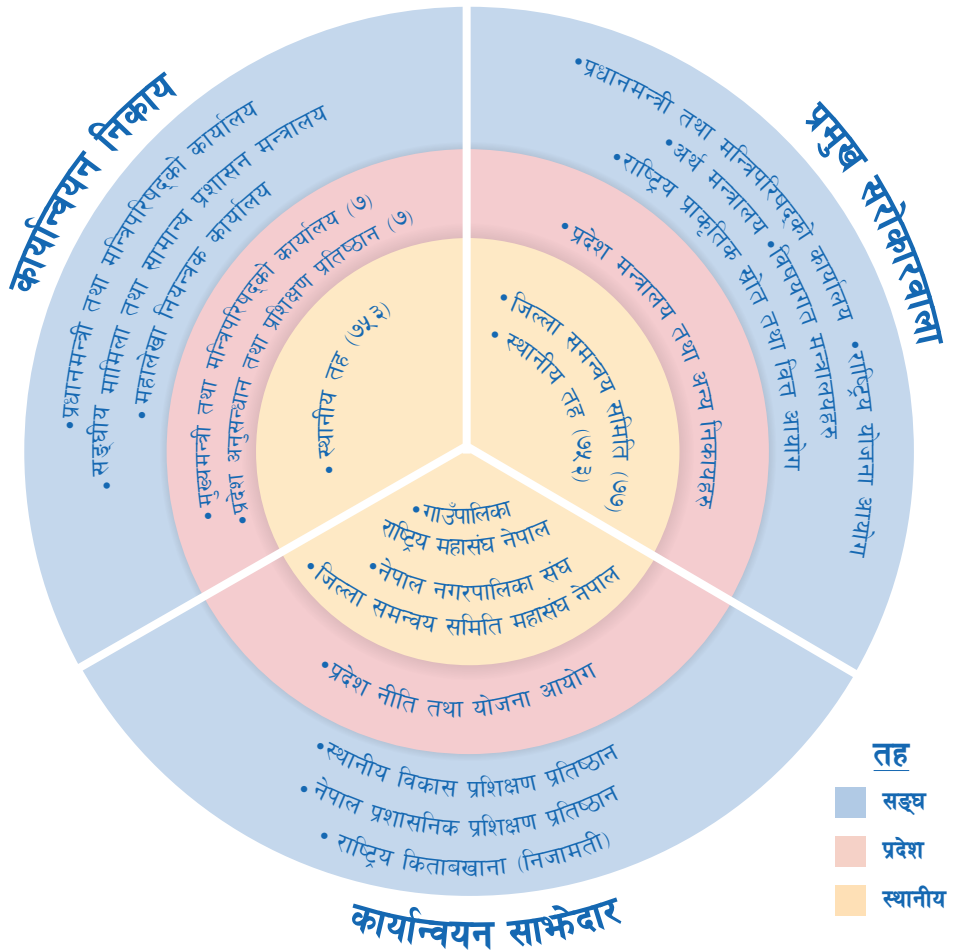 कार्यान्वियन निकाय
•प्रधानमन्त्री तथा मन्त्रिपरिषद्को कार्यालय
•सङ्घीय मामिला तथा सामान्य प्रशासन मन्त्रालय
•महालेखा नियन्त्रक कार्यालय
•मुख्यमन्त्री तथा मन्त्रिपरिषद्को कार्यालय (७)
•प्रदेश अनुसन्धान तथा प्रशिक्षण प्रतिष्ठान (७)
•स्थानीय तह (७५३)
प्रमुख सरोकारवाला
•प्रधानमन्त्री तथा मन्त्रिपरिषद्को कार्यालय •राष्ट्रिय योजना आयोग
•अर्थ मन्त्रालय •विषयगत मन्त्रालयहरु
•राष्ट्रिय प्राकृतिक स्रोत तथा वित्त आयोग
•प्रदेश मन्त्रालय तथा अन्य निकायहरु
•जिल्ला समन्वय समिति (७७)
•स्थानीय तह (७५३)
•गाउँपालिका
राष्ट्रिय महासंघ नेपाल
•नेपाल नगरपालिका संघ
•जिल्ला समन्वय समिति महासंघ नेपाल
•प्रदेश नीति तथा योजना आयोग
•स्थानीय विकास प्रशिक्षण प्रतिष्ठान
•नेपाल प्रशासनिक प्रशिक्षण प्रतिष्ठान
•राष्ट्रिय किताबखाना (निजामती)
कार्यान्वियन साझेदार
तह
सङ्घ
प्रदेश
स्थानीय